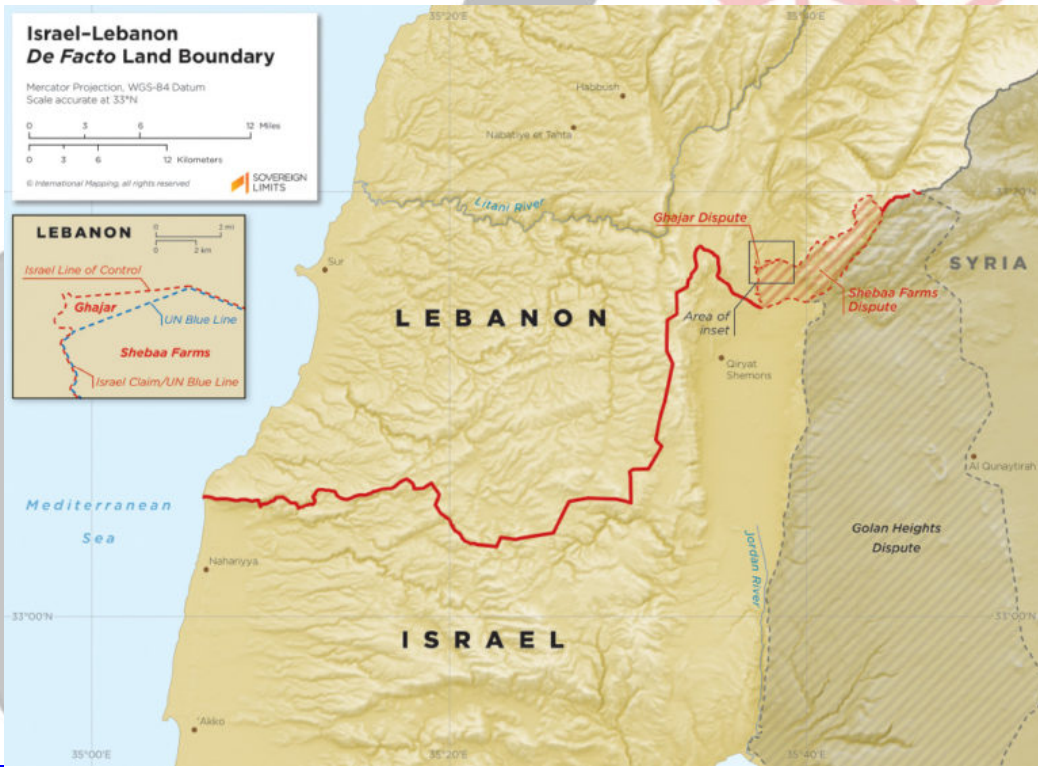 Israel–Lebanon
De Facto Land Boundary
Mercator Projection, WGS-84 Datum
Scale accurate at 33°N
0 3 6 12 Miles
0 3 6 12 Kilometers
© International Mapping, all rights reserved
SOVEREIGN
LIMITS
35°20'E
35°40'E
Habbush
Nabatiye et Tahta
Litani River
Ghajar Dispute
LEBANON
0 2 mi
0 2 km
Israel Line of Control
Ghajar
UN Blue Line
Shebaa Farms
Israel Claim/UN Blue Line
Sur
SYRIA
Shebaa Farms
Dispute
LEBANON
Area of
inset
Qiryat
Shemons
Al Qunaytirah
Mediterranean
Sea
Golan Heights
Dispute
Nahariyya
Jordan River
33°00'N
33°00'N
ISRAEL
'Akko
35°00'E
35°20'E
35°40'E